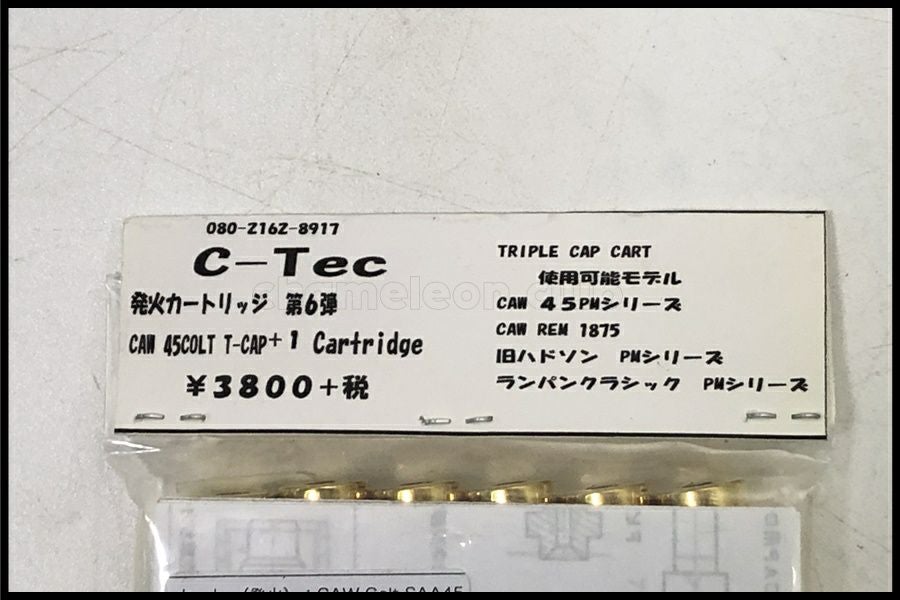 080-2162-8917
C-Tec
発火カートリッジ 第6弾
CAW 45COLT T-CAP+1 Cartridge
¥3800+税
TRIPLE CAP CART
使用可能モデル
CAW 45PMシリーズ
CAW REM 1875
旧ハドソン PMシリーズ
ランパンクラシック PMシリーズ
chameleon club